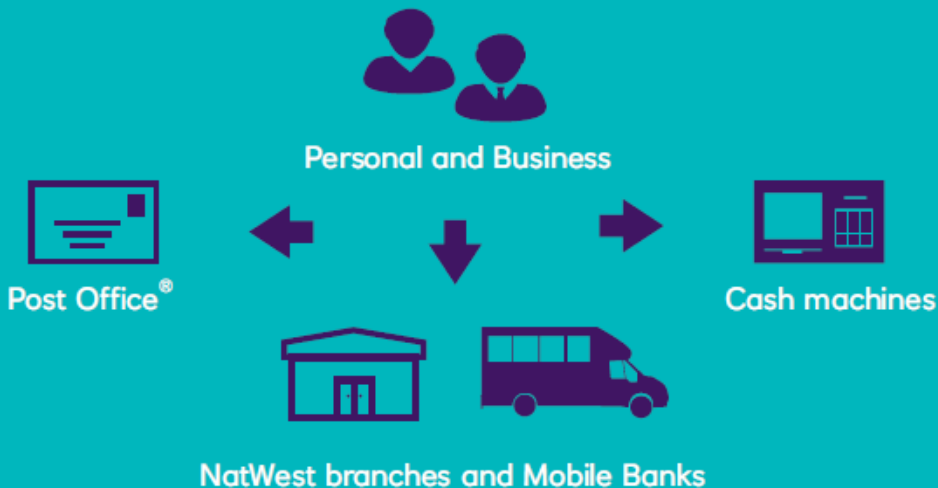 Personal and Business
Post Office®
Cash machines
NatWest branches and Mobile Banks